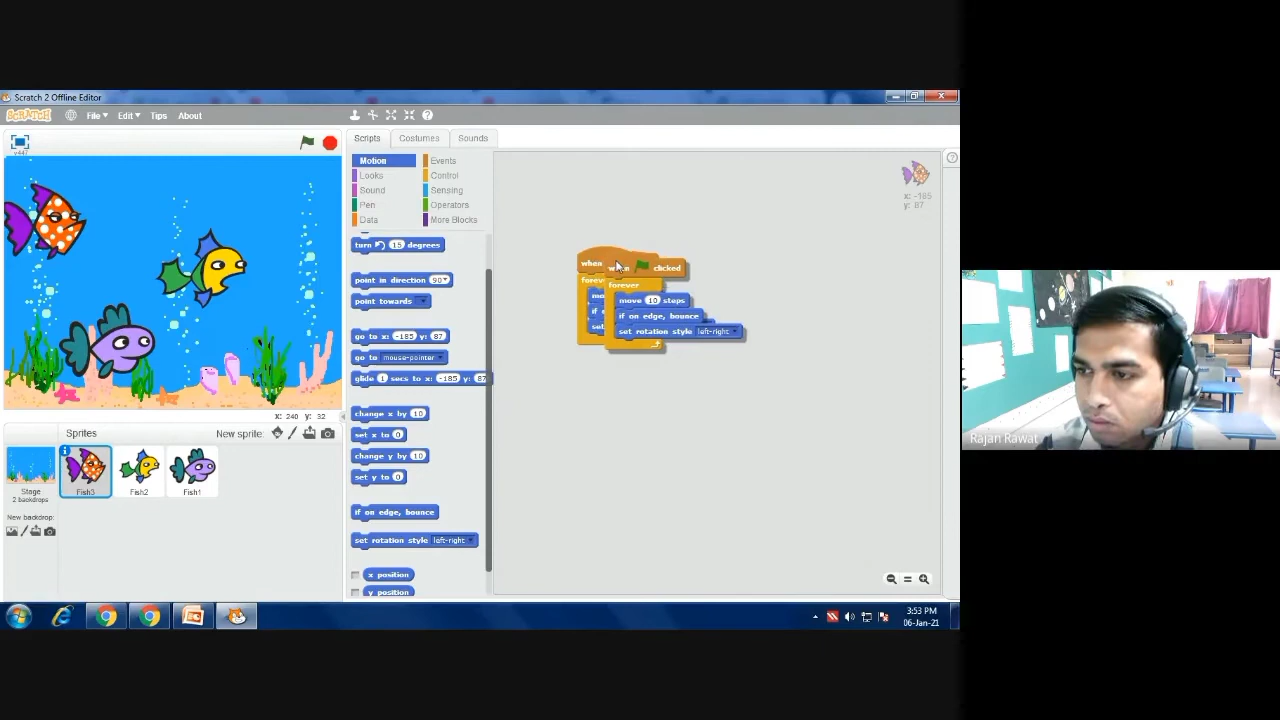 Scratch 2 Offline Editor
SCRATCH File Edit Tips About
v447
Scripts Costumes Sounds
Motion Events
Looks Control
Sound Sensing
Pen Operators
Data More Blocks
turn 15 degrees
point in direction 90
point towards
go to x: -185 y: 87
go to mouse-pointer
glide 1 secs to x: -185 y: 87
change x by 10
set x to 0
change y by 10
set y to 0
if on edge, bounce
set rotation style left-right
x position
y position
x: -185
y: 87
when
clicked
forever
forever
move 10 steps
if on edge, bounce
set rotation style left-right
x: 240 y: 32
Sprites New sprite:
Stage
2 backdrops
New backdrop:
Fish3 Fish2 Fish1
Rajan Rawat
3:53 PM
06-Jan-21